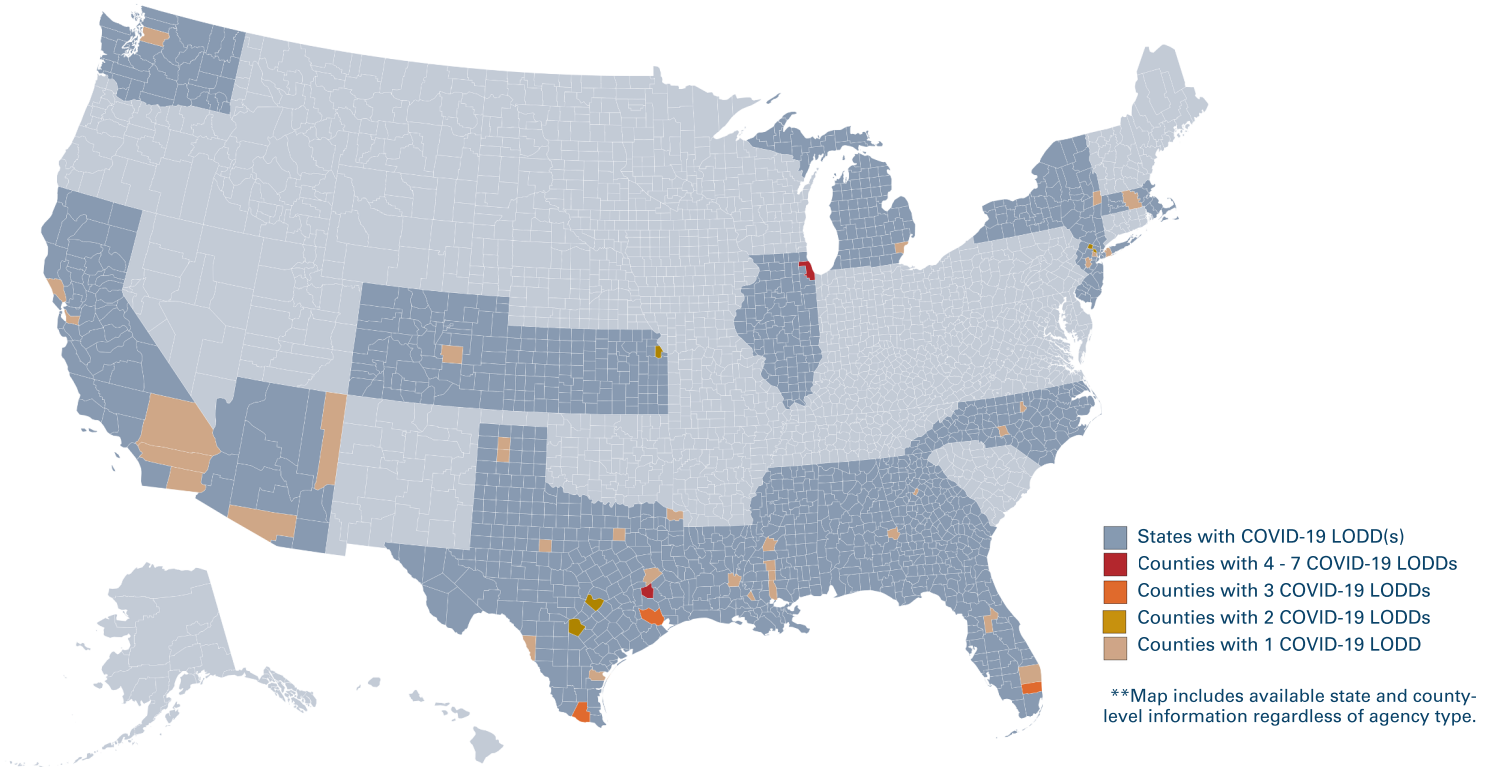 States with COVID-19 LODD(s)
Counties with 4 - 7 COVID-19 LODDs
Counties with 3 COVID-19 LODDs
Counties with 2 COVID-19 LODDs
Counties with 1 COVID-19 LODD
**Map includes available state and county-
level information regardless of agency type.